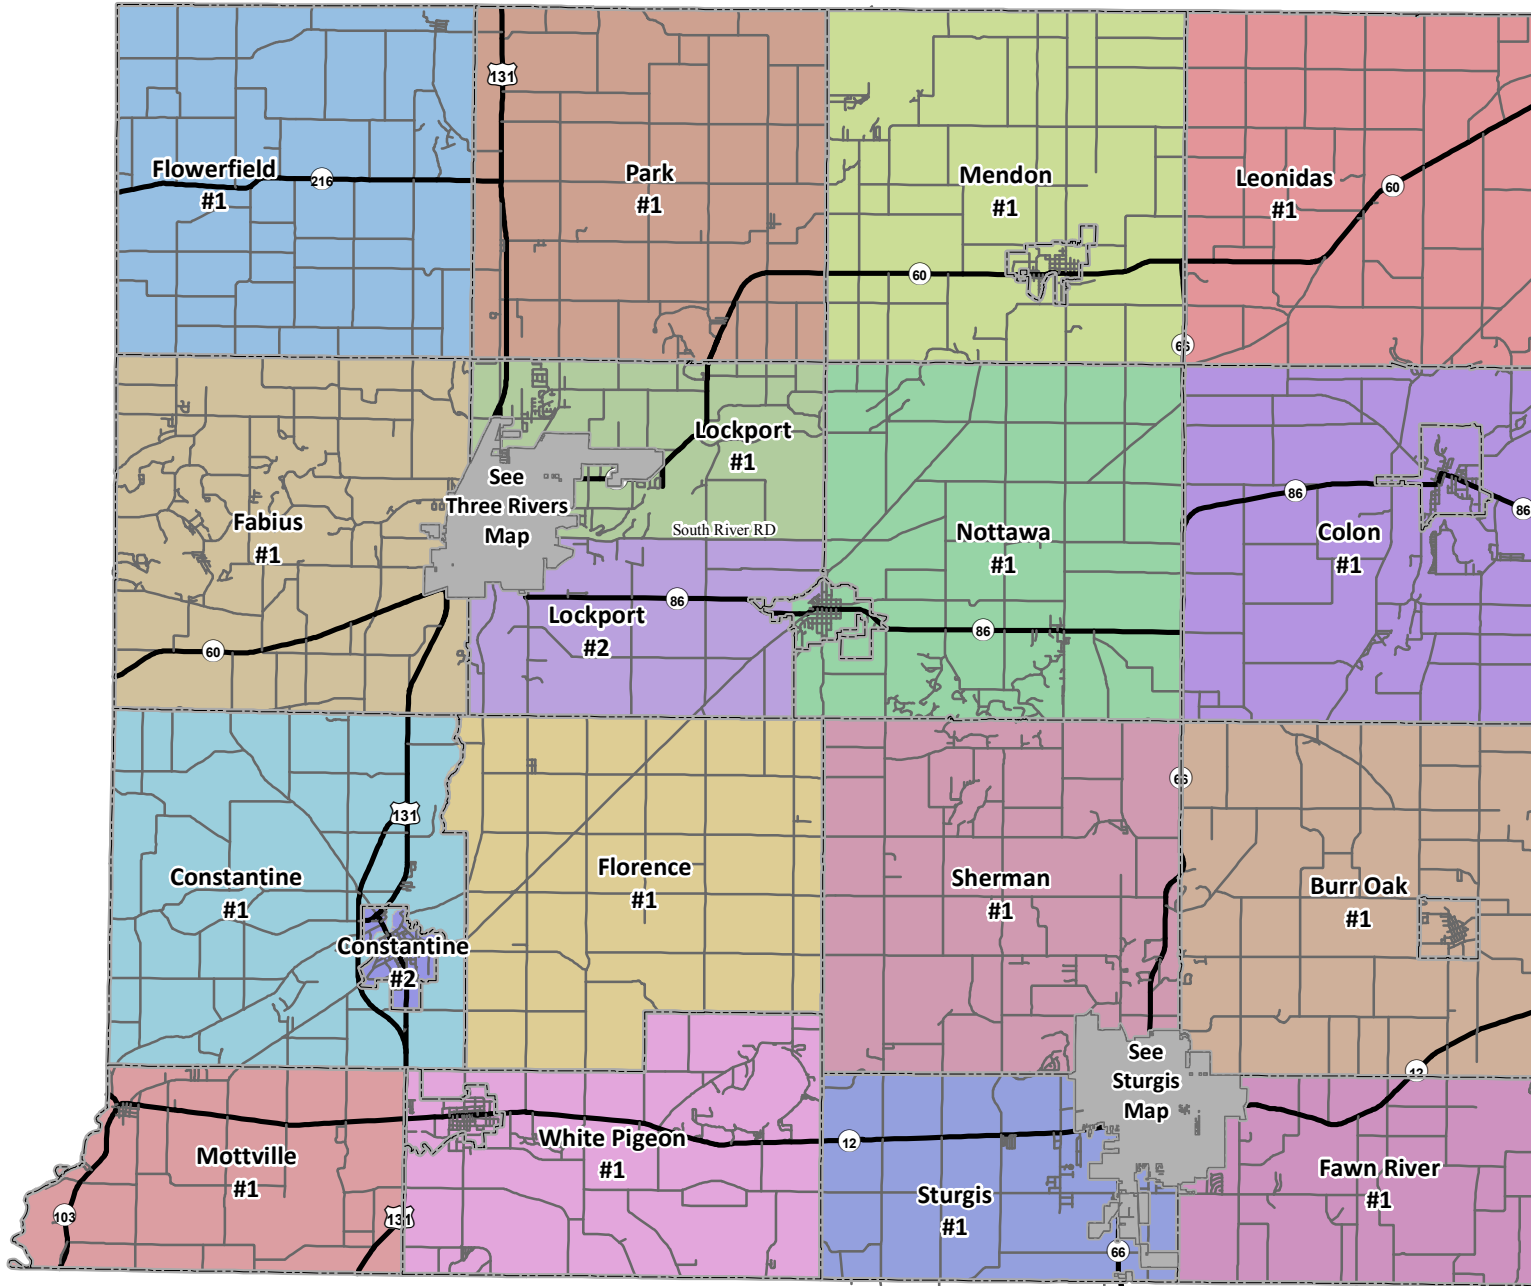 131
Flowerfield
#1
216
Park
#1
Mendon
#1
Leonidas
#1
60
60
66
Lockport
#1
See
Three Rivers
Map
South River RD
Fabius
#1
Nottawa
#1
86
86
Colon
#1
Lockport
#2
86
86
60
131
66
Constantine
#1
Florence
#1
Sherman
#1
Burr Oak
#1
Constantine
#2
See
Sturgis
Map
12
Mottville
#1
White Pigeon
#1
12
Sturgis
#1
Fawn River
#1
103
131
66